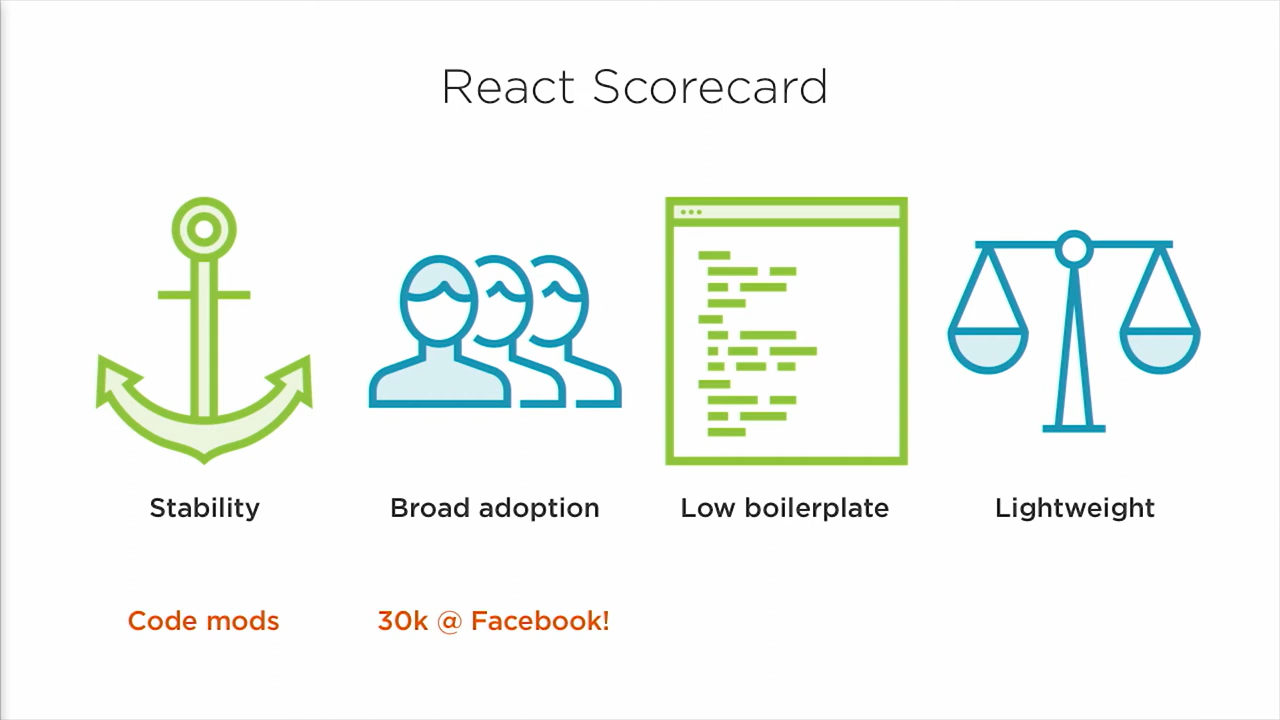 React Scorecard
Stability
Broad adoption
Low boilerplate
Lightweight
Code mods
30k @ Facebook!